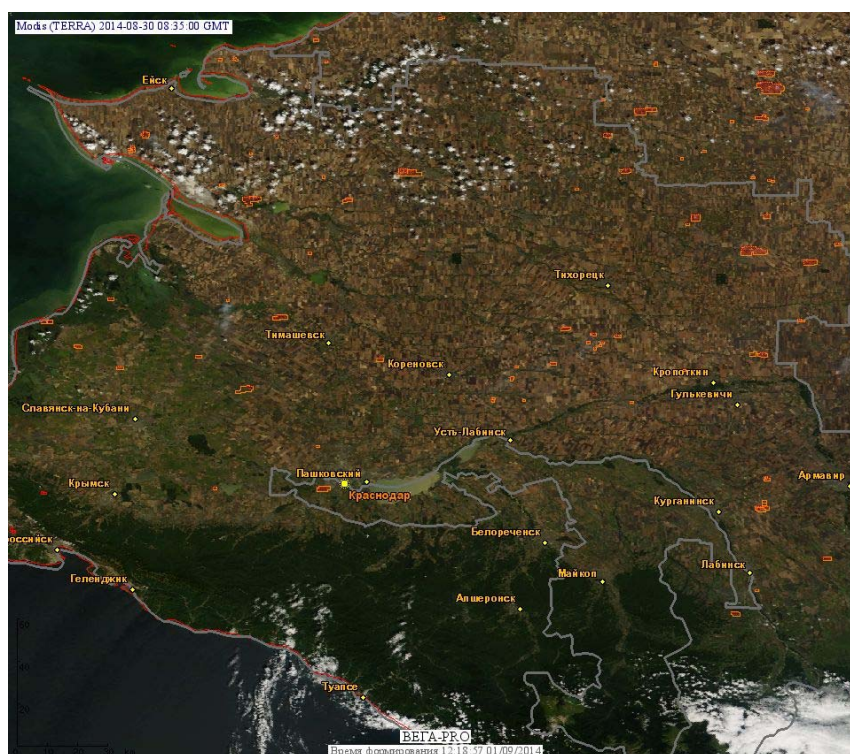 Modis (TERRA) 2014-08-30 08:35:00 GMT
Ейск
Тихорецк
Тимашевск
Кореновск
Кропоткин
Гулькевичи
Славянск-на-Кубани
Усть-Лабинск
Пашковский
Армавир
Крымск
Краснодар
Курганинск
Белореченск
российск
Майкоп
Лабинск
Геленджик
Апшеронск
Туапсе
ВЕГА-PRO
Время формирования 12:18:57 01/09/2014